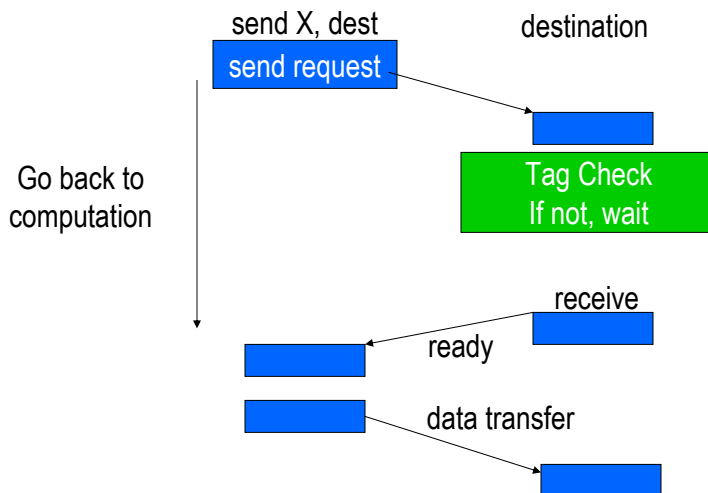 send X, dest
destination
send request
Tag Check
If not, wait
Go back to
computation
receive
ready
data transfer